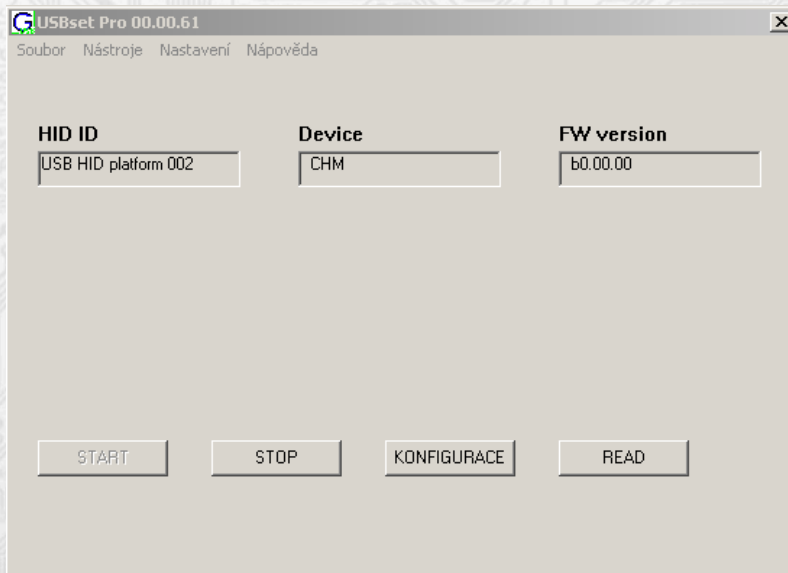 USBset Pro 00.00.61
Soubor Nástroje Nastavení Nápověda
HID ID Device FW version
USB HID platform 002 CHM b0.00.00
START STOP KONFIGURACE READ